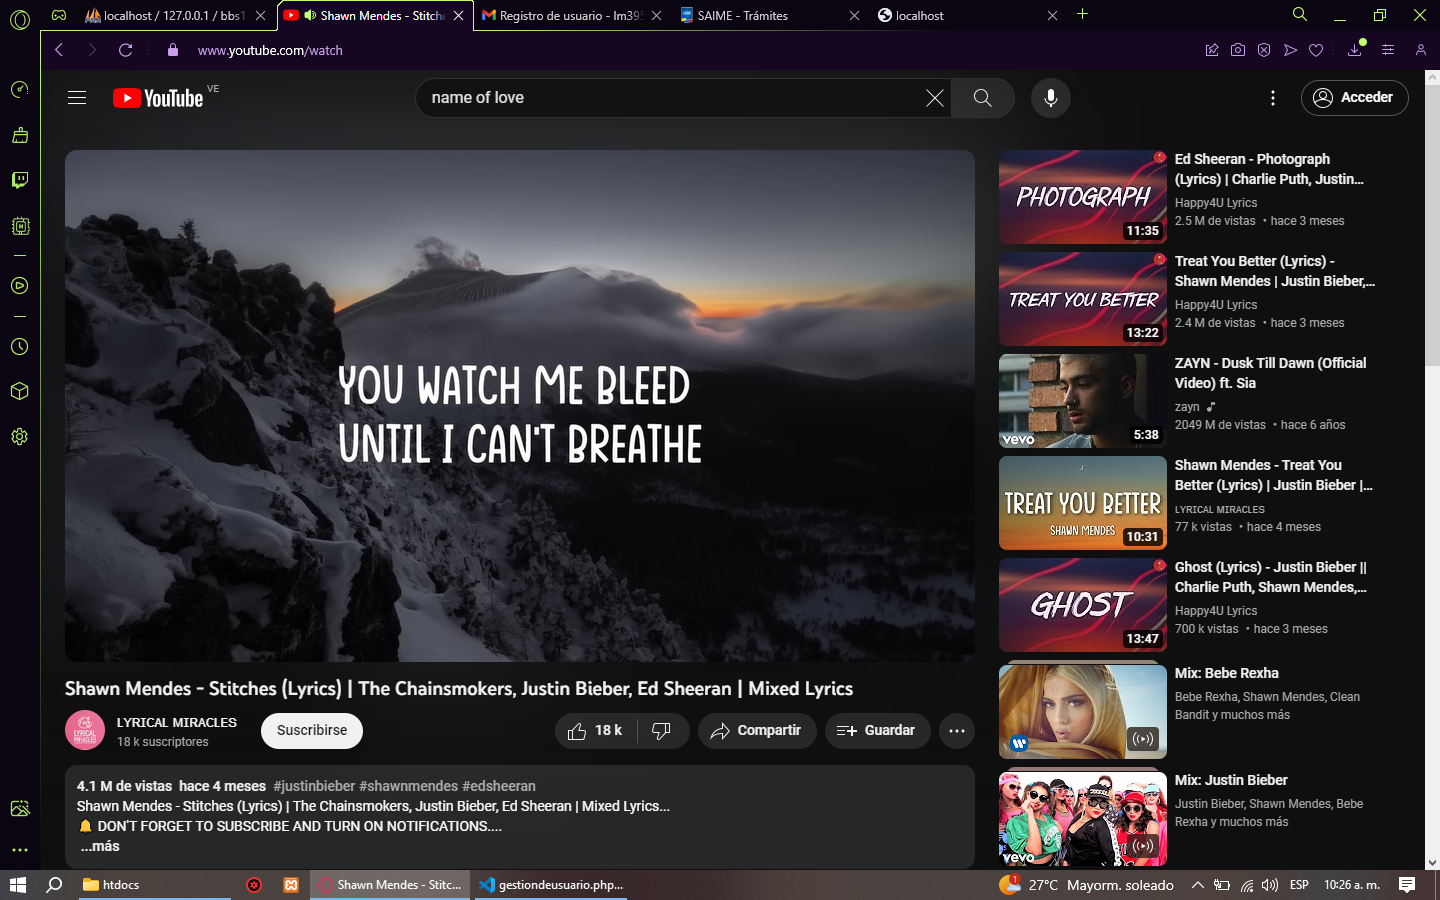 localhost / 127.0.0.1 / bbs1
Shawn Mendes - Stitche
Registro de usuario - lm395
SAIME - Trámites
localhost
www.youtube.com/watch
YouTube VE
name of love
Acceder
YOU WATCH ME BLEED
UNTIL I CAN'T BREATHE
Shawn Mendes - Stitches (Lyrics) | The Chainsmokers, Justin Bieber, Ed Sheeran | Mixed Lyrics
LYRICAL MIRACLES
LYRICAL MIRACLES
18 k suscriptores
Suscribirse
18 k
Compartir
Guardar
4.1 M de vistas hace 4 meses #justinbieber #shawnmendes #edsheeran
Shawn Mendes - Stitches (Lyrics) | The Chainsmokers, Justin Bieber, Ed Sheeran | Mixed Lyrics...
🔔 DON'T FORGET TO SUBSCRIBE AND TURN ON NOTIFICATIONS....
...más
PHOTOGRAPH
11:35
Ed Sheeran - Photograph
(Lyrics) | Charlie Puth, Justin...
Happy4U Lyrics
2.5 M de vistas • hace 3 meses
TREAT YOU BETTER
13:22
Treat You Better (Lyrics) -
Shawn Mendes | Justin Bieber,...
Happy4U Lyrics
2.4 M de vistas • hace 3 meses
vevo
5:38
ZAYN - Dusk Till Dawn (Official
Video) ft. Sia
zayn
2049 M de vistas • hace 6 años
TREAT YOU BETTER
SHAWN MENDES
10:31
Shawn Mendes - Treat You
Better (Lyrics) | Justin Bieber |...
LYRICAL MIRACLES
77 k vistas • hace 4 meses
GHOST
13:47
Ghost (Lyrics) - Justin Bieber ||
Charlie Puth, Shawn Mendes,...
Happy4U Lyrics
700 k vistas • hace 3 meses
Mix: Bebe Rexha
Bebe Rexha, Shawn Mendes, Clean
Bandit y muchos más
vevo
Mix: Justin Bieber
Justin Bieber, Shawn Mendes, Bebe
Rexha y muchos más
htdocs
Shawn Mendes - Stitc...
gestiondeusuario.php...
1
27°C Mayorm. soleado
ESP
10:26 a. m.